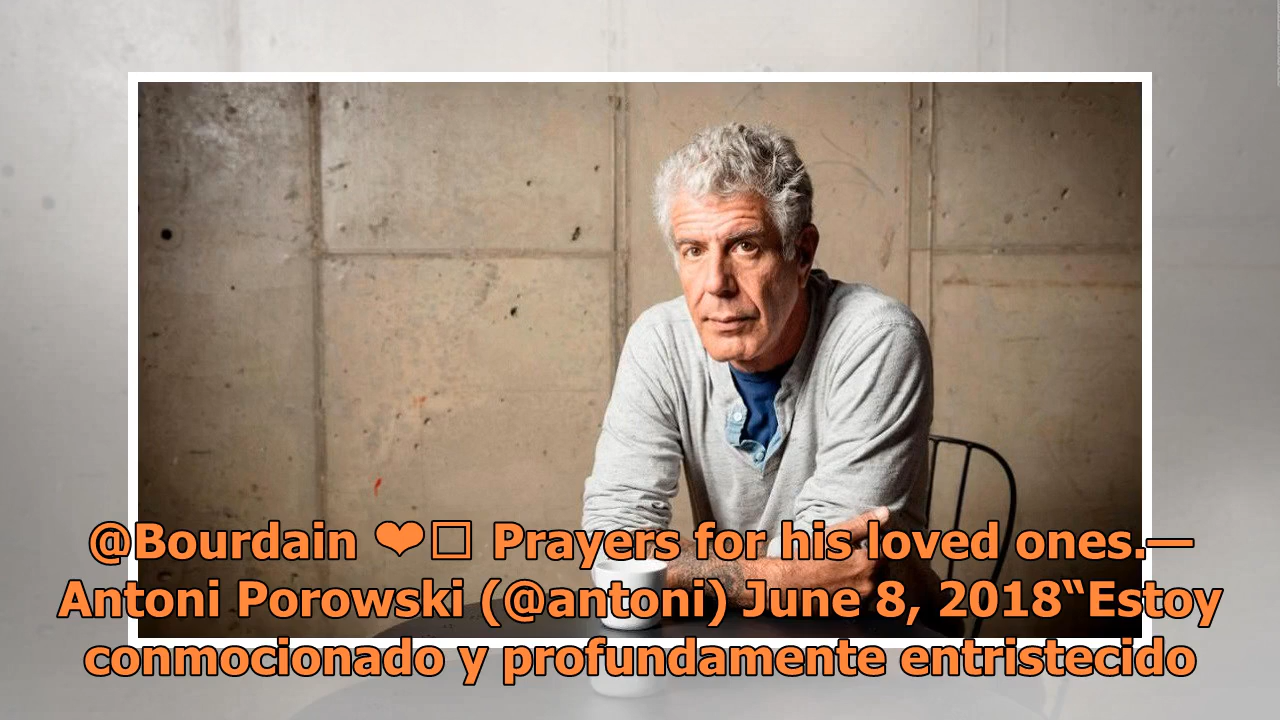 @Bourdain ❤□ Prayers for his loved ones.—
Antoni Porowski (@antoni) June 8, 2018“Estoy
conmocionado y profundamente entristecido